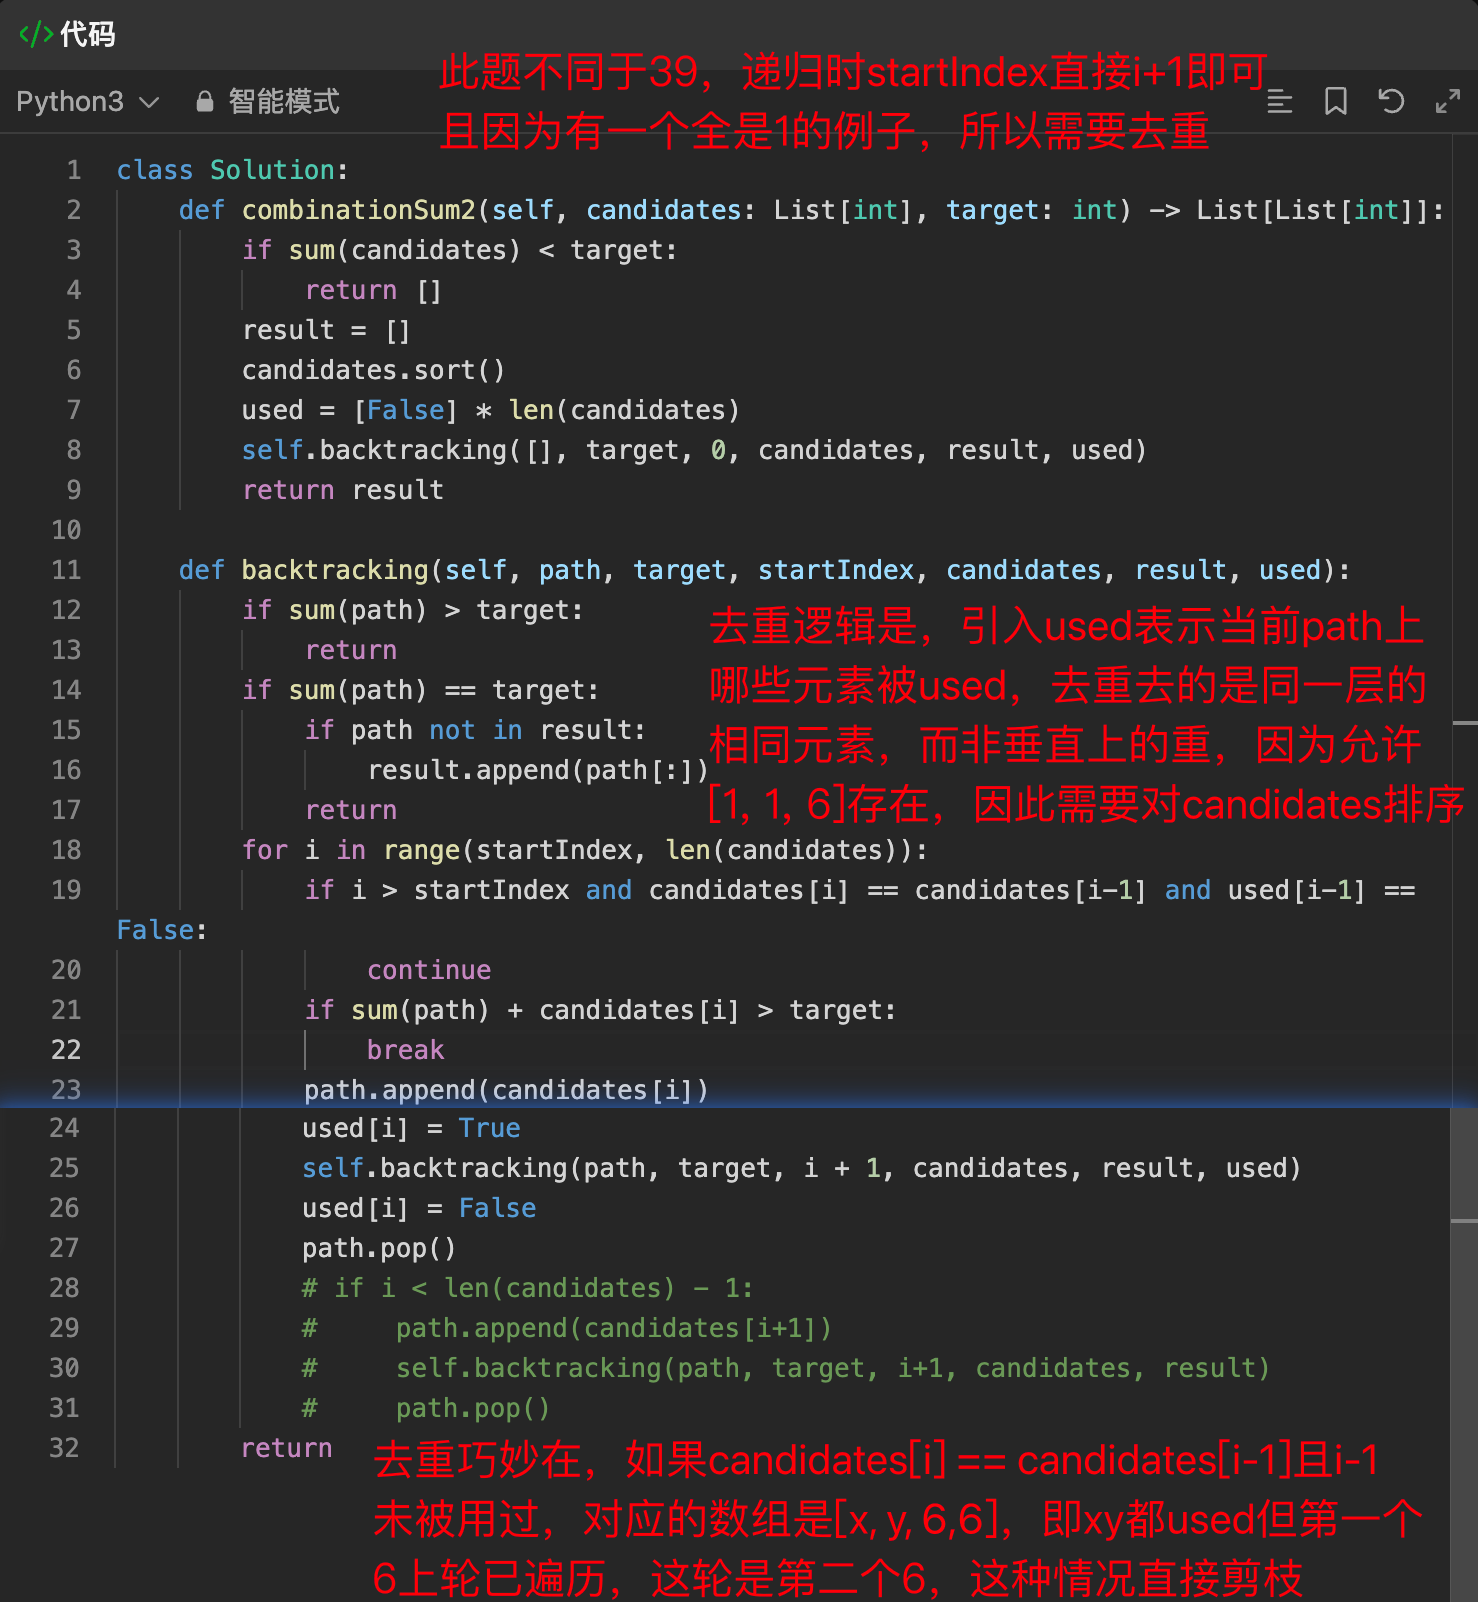 </> 代码
此题不同于39，递归时startIndex直接i+1即可
Python3 智能模式
且因为有一个全是1的例子，所以需要去重
1 class Solution:
2 def combinationSum2(self, candidates: List[int], target: int) -> List[List[int]]:
3 if sum(candidates) < target:
4 return []
5 result = []
6 candidates.sort()
7 used = [False] * len(candidates)
8 self.backtracking([], target, 0, candidates, result, used)
9 return result
10
11 def backtracking(self, path, target, startIndex, candidates, result, used):
12 if sum(path) > target:
13 return
14 if sum(path) == target:
15 if path not in result:
16 result.append(path[:])
17 return
去重逻辑是，引入used表示当前path上
哪些元素被used，去重去的是同一层的
相同元素，而非垂直上的重，因为允许
[1, 1, 6]存在，因此需要对candidates排序
18 for i in range(startIndex, len(candidates)):
19 if i > startIndex and candidates[i] == candidates[i-1] and used[i-1] ==
False:
20 continue
21 if sum(path) + candidates[i] > target:
22 break
23 path.append(candidates[i])
24 used[i] = True
25 self.backtracking(path, target, i + 1, candidates, result, used)
26 used[i] = False
27 path.pop()
28 # if i < len(candidates) - 1:
29 # path.append(candidates[i+1])
30 # self.backtracking(path, target, i+1, candidates, result)
31 # path.pop()
32 return
去重巧妙在，如果candidates[i] == candidates[i-1]且i-1
未被用过，对应的数组是[x, y, 6,6]，即xy都used但第一个
6上轮已遍历，这轮是第二个6，这种情况直接剪枝